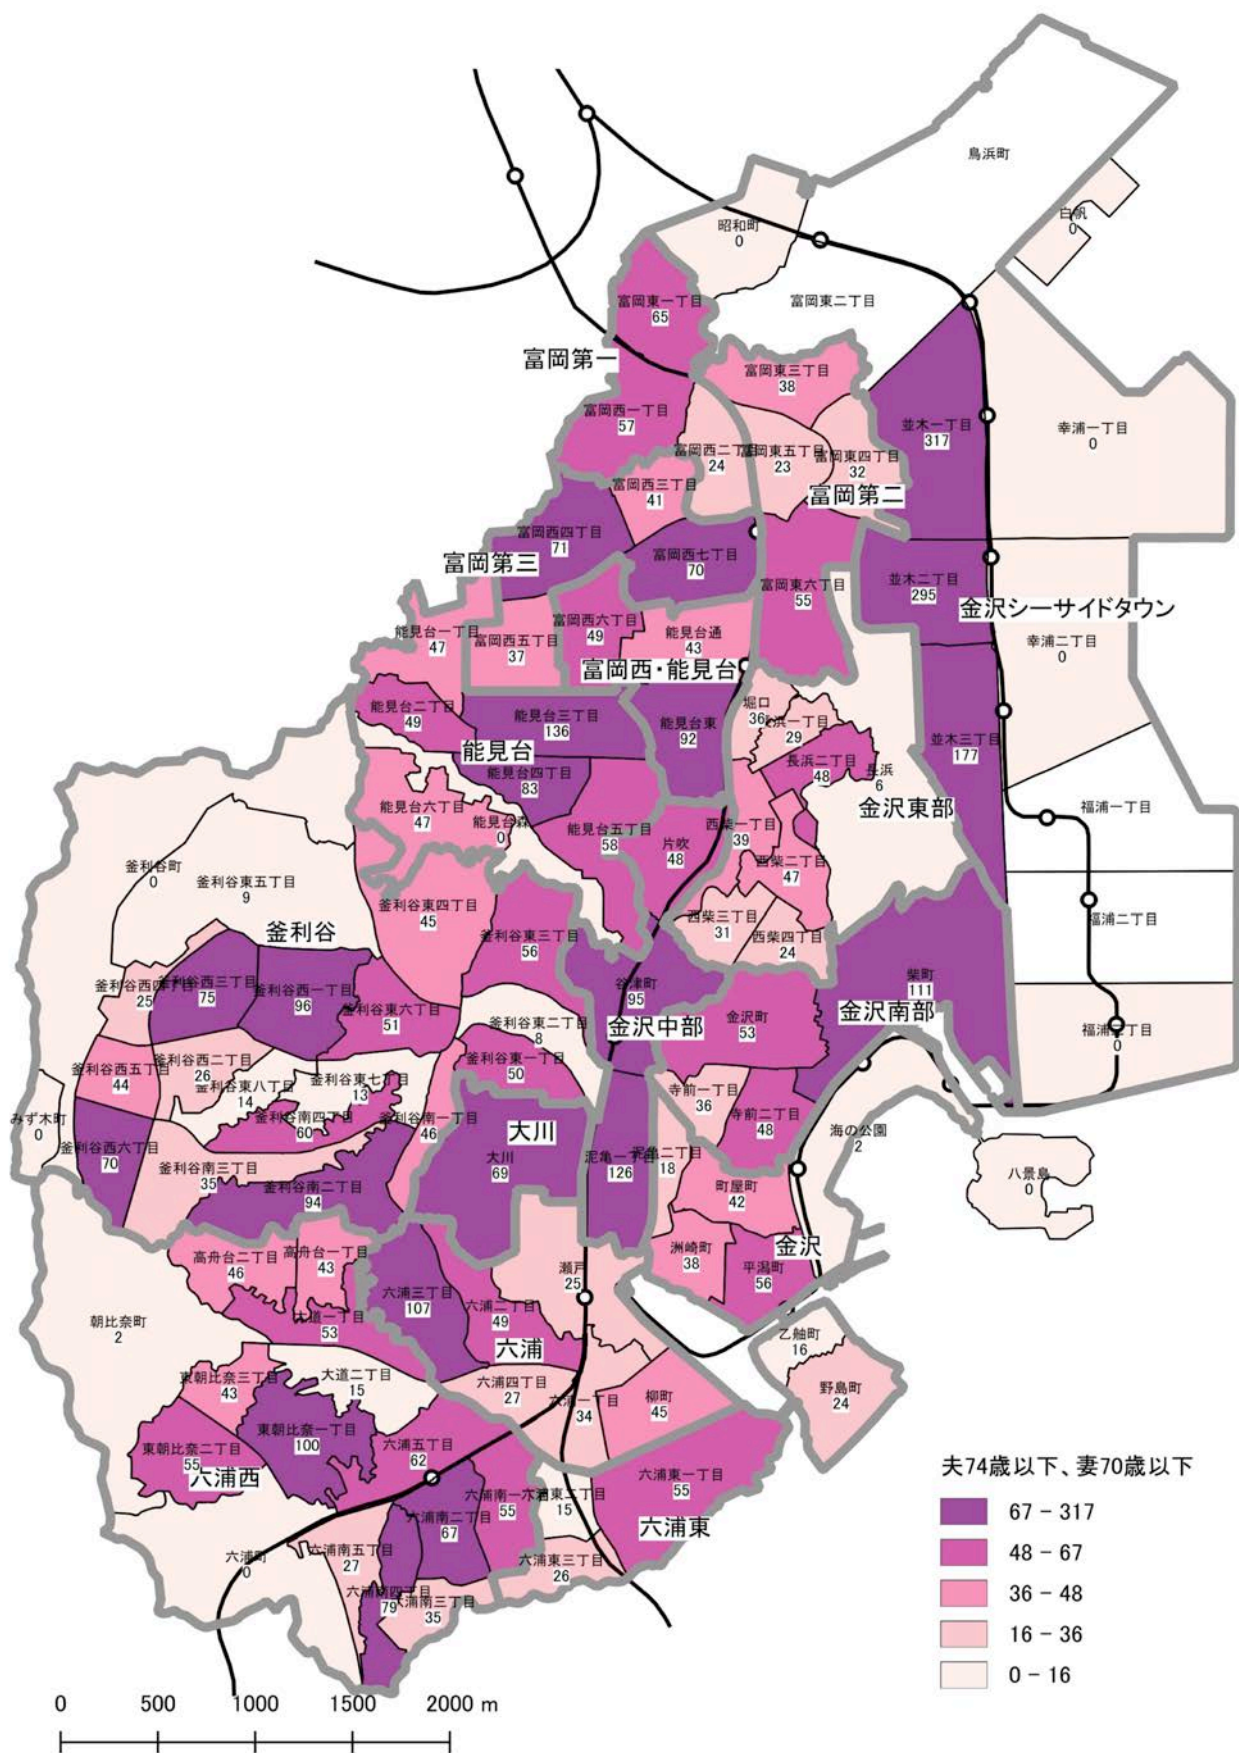 鳥浜町
白帆
0
昭和町
0
富岡東二丁目
富岡東一丁目
65
富岡第一
富岡東三丁目
38
富岡西一丁目
57
並木一丁目
317
幸浦一丁目
0
富岡西二丁目
24
富岡東五丁目
23
富岡東四丁目
32
富岡第二
富岡西三丁目
41
富岡西四丁目
71
富岡第三
富岡西七丁目
70
富岡東六丁目
55
並木二丁目
295
金沢シーサイドタウン
幸浦二丁目
0
能見台一丁目
47
富岡西五丁目
37
富岡西六丁目
49
能見台通
43
富岡西・能見台
能見台二丁目
49
能見台三丁目
136
能見台東
92
堀口
36
長浜一丁目
29
能見台
能見台四丁目
83
長浜二丁目
48
長浜
6
並木三丁目
177
金沢東部
福浦一丁目
能見台六丁目
47
能見台森
0
能見台五丁目
58
片吹
48
西柴一丁目
39
西柴二丁目
47
釜利谷町
0
釜利谷東五丁目
9
釜利谷
釜利谷東四丁目
45
釜利谷東三丁目
56
西柴三丁目
31
西柴四丁目
24
福浦二丁目
釜利谷西四丁目
25
釜利谷西三丁目
75
釜利谷西一丁目
96
釜利谷東六丁目
51
釜利谷東二丁目
8
谷津町
95
金沢中部
金沢町
53
柴町
111
金沢南部
福浦三丁目
0
釜利谷西五丁目
44
釜利谷西二丁目
26
釜利谷東八丁目
14
釜利谷東七丁目
13
釜利谷東一丁目
50
みず木町
0
釜利谷西六丁目
70
釜利谷南四丁目
60
釜利谷南一丁目
46
大川
大川
69
寺前一丁目
36
寺前二丁目
48
海の公園
2
釜利谷南三丁目
35
釜利谷南二丁目
94
泥亀一丁目
126
泥亀二丁目
18
町屋町
42
八景島
0
高舟台二丁目
46
高舟台一丁目
43
瀬戸
25
洲崎町
38
平潟町
56
金沢
朝比奈町
2
大道一丁目
53
六浦三丁目
107
六浦二丁目
49
六浦
乙舳町
16
東朝比奈三丁目
43
大道二丁目
15
六浦四丁目
27
六浦一丁目
34
柳町
45
野島町
24
東朝比奈二丁目
55
東朝比奈一丁目
100
六浦五丁目
62
六浦西
六浦南二丁目
67
六浦南一丁目
55
六浦東二丁目
15
六浦東一丁目
55
六浦東
六浦町
0
六浦南五丁目
27
六浦南四丁目
79
六浦南三丁目
35
六浦東三丁目
26
夫74歳以下、妻70歳以下
67 – 317
48 – 67
36 – 48
16 – 36
0 – 16
0 500 1000 1500 2000 m